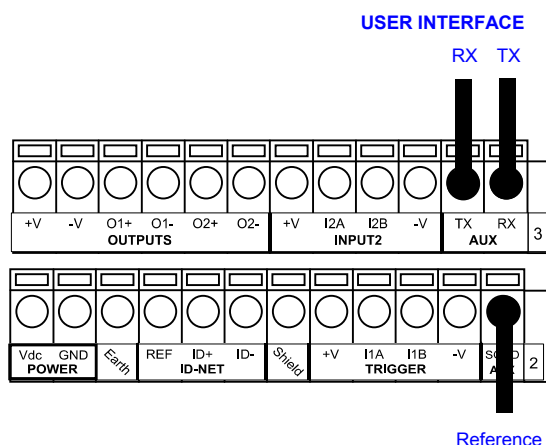 USER INTERFACE
RX TX
+V -V O1+ O1- O2+ O2- +V I2A I2B -V TX RX
OUTPUTS INPUT2 AUX 3
Vdc GND Earth REF ID+ ID- Shield +V I1A I1B -V
POWER ID-NET TRIGGER 2
Reference